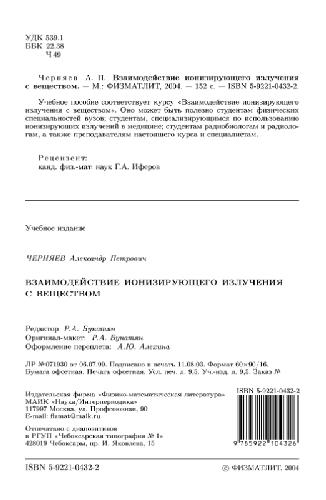 УДК 539.1
ББК 22.38
Ч 49
Черняев А. П. Взаимодействие ионизирующего излучения
с веществом. — М.: ФИЗМАТЛИТ, 2004. — 152 с. — ISBN 5-9221-0432-2.
Учебное пособие соответствует курсу «Взаимодействие ионизирующего
излучения с веществом». Оно может быть полезно студентам физических
специальностей вузов; студентам, специализирующимся по использованию
ионизирующих излучений в медицине; студентам радиобиологам и радиоло-
гам, а также преподавателям настоящего курса и специалистам.
Рецензент:
канд. физ-мат наук Г.А. Иферов
Учебное издание
ЧЕРНЯЕВ Александр Петрович
ВЗАИМОДЕЙСТВИЕ ИОНИЗИРУЮЩЕГО ИЗЛУЧЕНИЯ
С ВЕЩЕСТВОМ
Редактор Р.А. Бунатян
Оригинал-макет: Р.А. Бунатян
Оформление переплета: А.Ю. Алехина
ЛР №071930 от 06.07.99. Подписано в печать 11.08.03. Формат 60×90/16.
Бумага офсетная. Печать офсетная. Усл. печ. л. 9,5. Уч.-изд. л. 9,5. Заказ №
Издательская фирма «Физико-математическая литература»
МАИК «Наука/Интерпериодика»
117997 Москва, ул. Профсоюзная, 90
E-mail: fizmat@maik.ru
Отпечатано с диапозитивов
в РГУП «Чебоксарская типография № 1»
428019 Чебоксары, пр. И. Яковлева, 15
ISBN 5-9221-0432-2
9 785922 104326
ISBN 5-9221-0432-2
© ФИЗМАТЛИТ, 2004